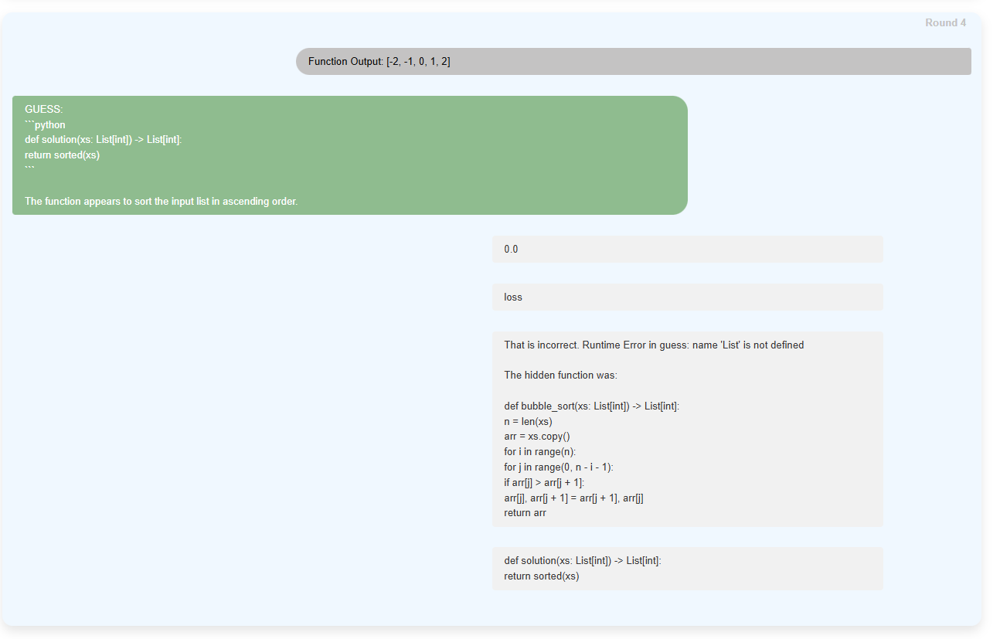 Round 4
Function Output: [-2, -1, 0, 1, 2]
GUESS:
```python
def solution(xs: List[int]) -> List[int]:
return sorted(xs)
```
The function appears to sort the input list in ascending order.
0.0
loss
That is incorrect. Runtime Error in guess: name 'List' is not defined
The hidden function was:
def bubble_sort(xs: List[int]) -> List[int]:
n = len(xs)
arr = xs.copy()
for i in range(n):
for j in range(0, n - i - 1):
if arr[j] > arr[j + 1]:
arr[j], arr[j + 1] = arr[j + 1], arr[j]
return arr
def solution(xs: List[int]) -> List[int]:
return sorted(xs)